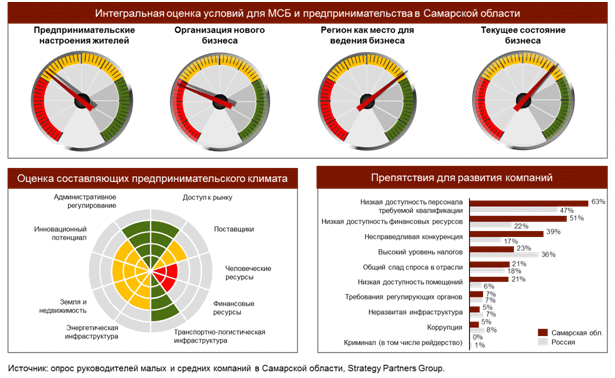 Интегральная оценка условий для МСБ и предпринимательства в Самарской области
Предпринимательские
настроения жителей
Организация нового
бизнеса
Регион как место для
ведения бизнеса
Текущее состояние
бизнеса
Оценка составляющих предпринимательского климата
Административное
регулирование
Доступ к рынку
Инновационный
потенциал
Поставщики
Человеческие
ресурсы
Земля и
недвижимость
Финансовые
ресурсы
Энергетическая
инфраструктура
Транспортно-логистическая
инфраструктура
Препятствия для развития компаний
Низкая доступность персонала
требуемой квалификации
63%
47%
Низкая доступность финансовых ресурсов
51%
22%
Несправедливая конкуренция
39%
17%
Высокий уровень налогов
23%
36%
Общий спад спроса в отрасли
21%
18%
Низкая доступность помещений
21%
6%
Требования регулирующих органов
7%
7%
Неразвитая инфраструктура
5%
7%
Коррупция
5%
8%
Криминал (в том числе рейдерство)
0%
1%
Самарская обл.
Россия
Источник: опрос руководителей малых и средних компаний в Самарской области, Strategy Partners Group.